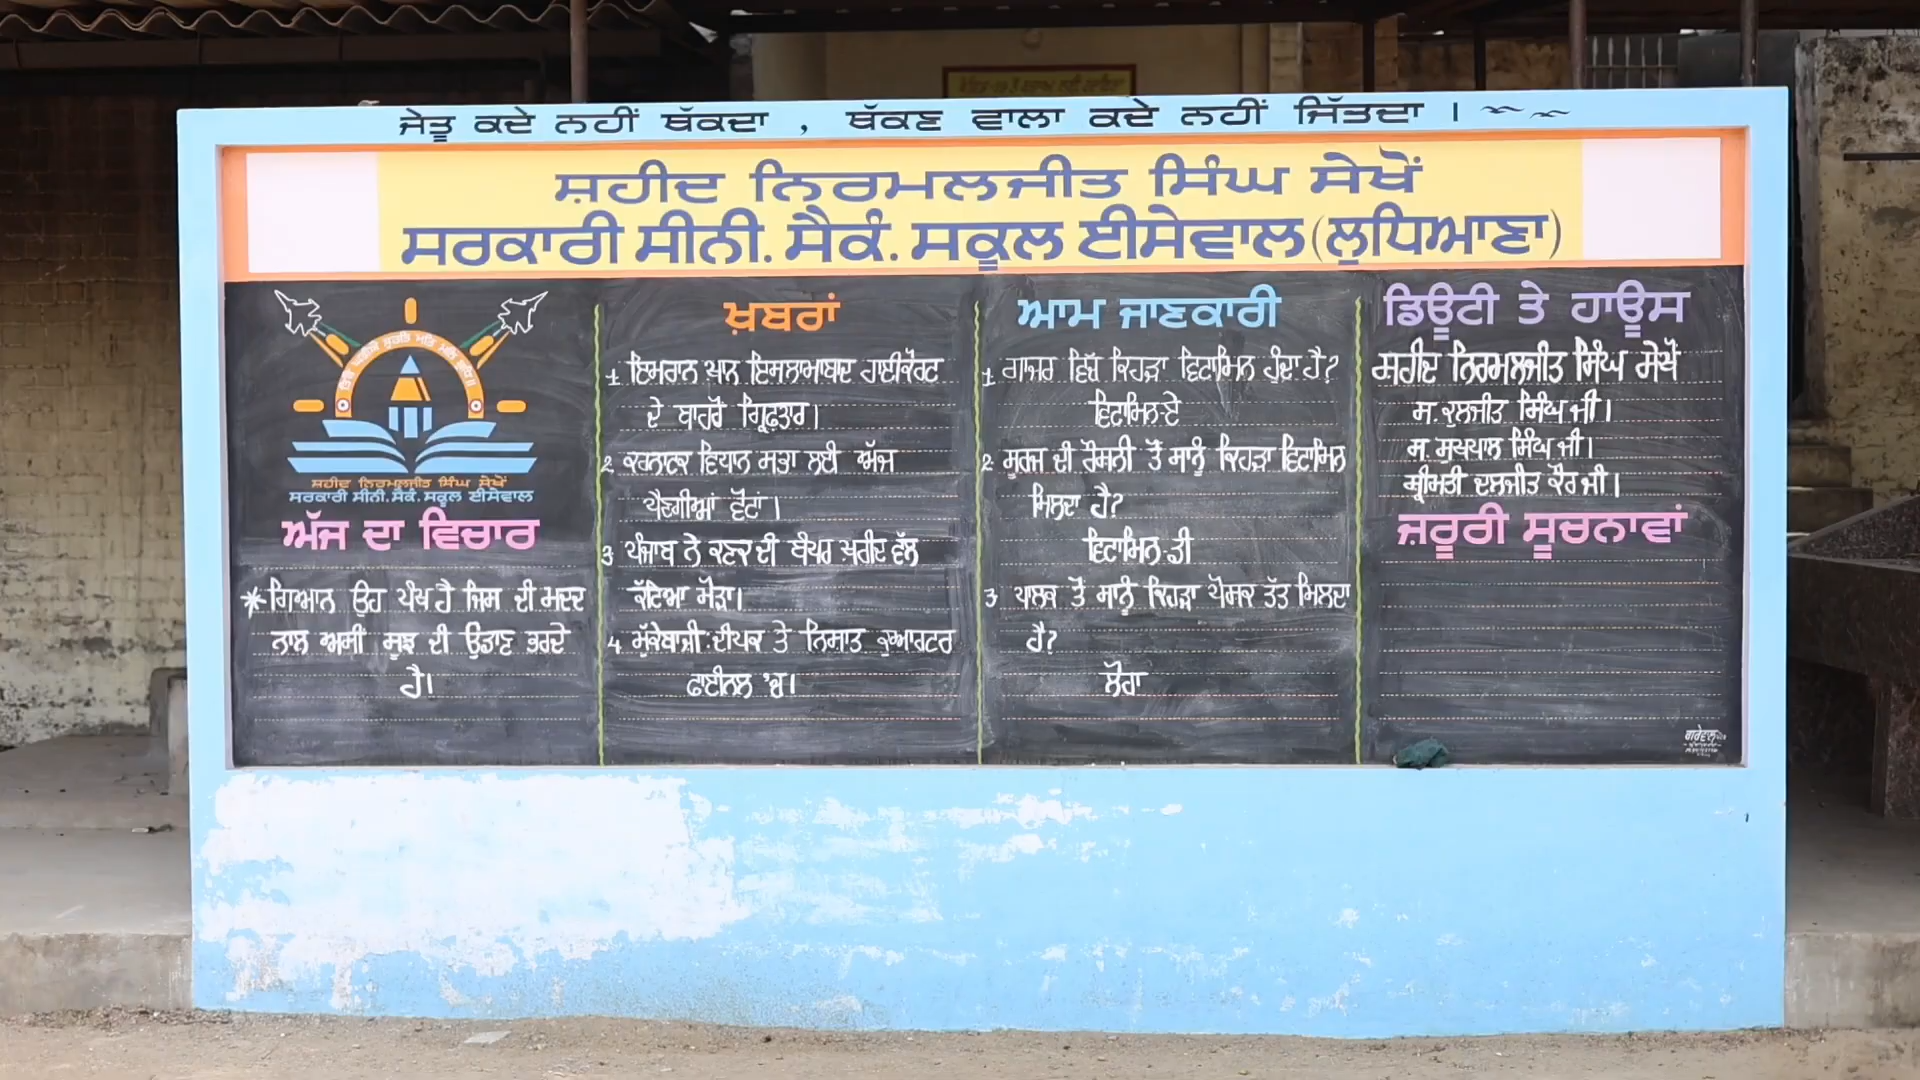 ਜੇਤੂ ਕਦੇ ਨਹੀਂ ਥੱਕਦਾ , ਥੱਕਣ ਵਾਲਾ ਕਦੇ ਨਹੀਂ ਜਿੱਤਦਾ ।
ਸ਼ਹੀਦ ਨਿਰਮਲਜੀਤ ਸਿੰਘ ਸੇਖੋਂ
ਸਰਕਾਰੀ ਸੀਨੀ. ਸੈਕੰ. ਸਕੂਲ ਈਸੇਵਾਲ (ਲੁਧਿਆਣਾ)
ਸ਼ਹੀਦ ਨਿਰਮਲਜੀਤ ਸਿੰਘ ਸੇਖੋਂ
ਸਰਕਾਰੀ ਸੀਨੀ. ਸੈਕੰ. ਸਕੂਲ ਈਸੇਵਾਲ
ਅੱਜ ਦਾ ਵਿਚਾਰ
* ਗਿਆਨ ਉਹ ਪੰਖ ਹੈ ਜਿਸ ਦੀ ਮਦਦ
ਨਾਲ ਅਸੀਂ ਸੂਝ ਦੀ ਉਡਾਣ ਭਰਦੇ
ਹੈ।
ਖ਼ਬਰਾਂ
1 ਇਮਰਾਨ ਖਾਨ ਇਸਲਾਮਾਬਾਦ ਹਾਈਕੋਰਟ
ਦੇ ਬਾਹਰੋਂ ਗ੍ਰਿਫ਼ਤਾਰ।
2 ਕਰਨਾਟਕ ਵਿਧਾਨ ਸਭਾ ਲਈ ਅੱਜ
ਪੈਣਗੀਆਂ ਵੋਟਾਂ।
3 ਪੰਜਾਬ ਨੇ ਕਣਕ ਦੀ ਬੰਪਰ ਖ਼ਰੀਦ ਵੱਲ
ਕੱਟਿਆ ਮੋੜਾ।
4 ਮੁੱਕੇਬਾਜ਼ੀ: ਦੀਪਕ ਤੇ ਨਿਸ਼ਾਤ ਕੁਆਰਟਰ
ਫਾਈਨਲ 'ਚ।
ਆਮ ਜਾਣਕਾਰੀ
1 ਗਾਜਰ ਵਿੱਚ ਕਿਹੜਾ ਵਿਟਾਮਿਨ ਹੁੰਦਾ ਹੈ?
ਵਿਟਾਮਿਨ-ਏ
2 ਸੂਰਜ ਦੀ ਰੌਸ਼ਨੀ ਤੋਂ ਸਾਨੂੰ ਕਿਹੜਾ ਵਿਟਾਮਿਨ
ਮਿਲਦਾ ਹੈ?
ਵਿਟਾਮਿਨ-ਡੀ
3 ਪਾਲਕ ਤੋਂ ਸਾਨੂੰ ਕਿਹੜਾ ਪੋਸ਼ਕ ਤੱਤ ਮਿਲਦਾ
ਹੈ?
ਲੋਹਾ
ਡਿਊਟੀ ਤੇ ਹਾਊਸ
ਸ਼ਹੀਦ ਨਿਰਮਲਜੀਤ ਸਿੰਘ ਸੇਖੋਂ
ਸ. ਕੁਲਜੀਤ ਸਿੰਘ ਜੀ।
ਸ. ਸੁਖਪਾਲ ਸਿੰਘ ਜੀ।
ਸ਼੍ਰੀਮਤੀ ਦਲਜੀਤ ਕੌਰ ਜੀ।
ਜ਼ਰੂਰੀ ਸੂਚਨਾਵਾਂ